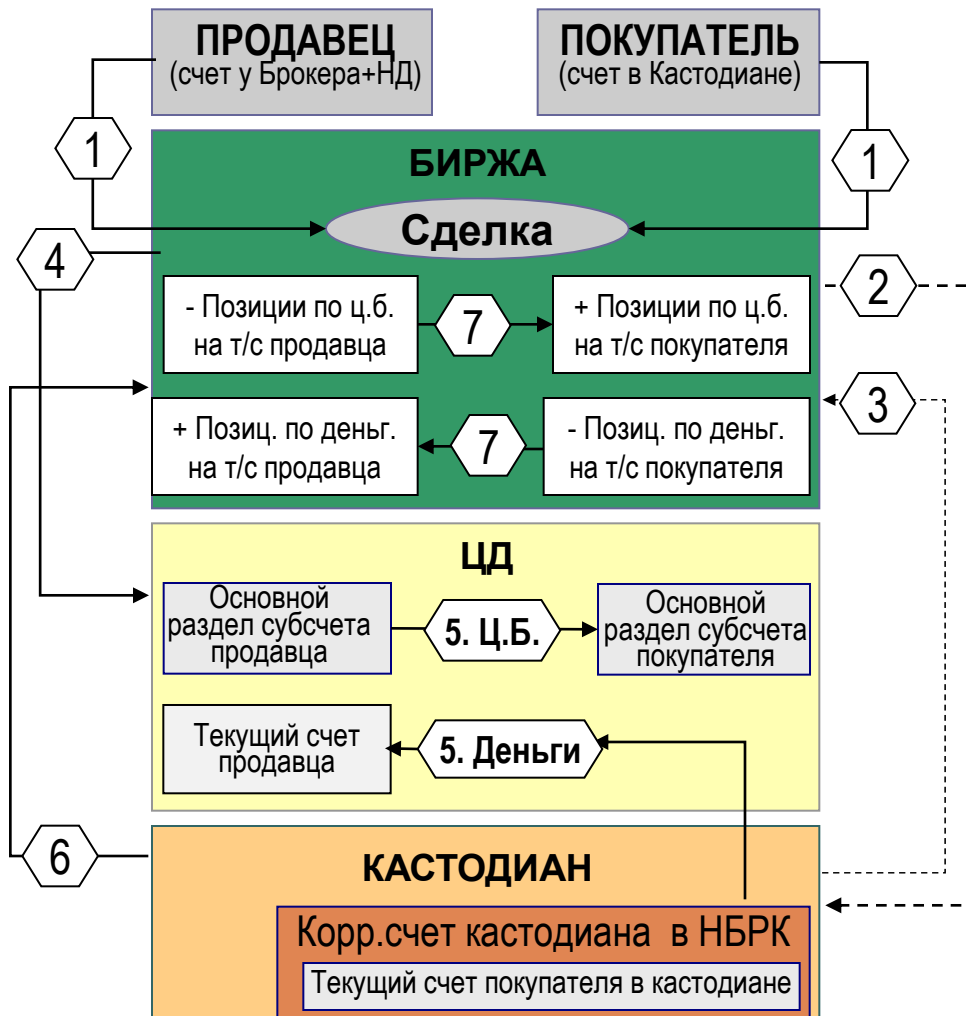 ПРОДАВЕЦ
(счет у Брокера+НД)
ПОКУПАТЕЛЬ
(счет в Кастодиане)
1
БИРЖА
1
Сделка
4
2
- Позиции по ц.б.
на т/с продавца
7
+ Позиции по ц.б.
на т/с покупателя
3
+ Позиц. по деньг.
на т/с продавца
7
- Позиц. по деньг.
на т/с покупателя
ЦД
Основной
раздел субсчета
продавца
5. Ц.Б.
Основной
раздел субсчета
покупателя
Текущий счет
продавца
5. Деньги
6
КАСТОДИАН
Корр.счет кастодиана в НБРК
Текущий счет покупателя в кастодиане